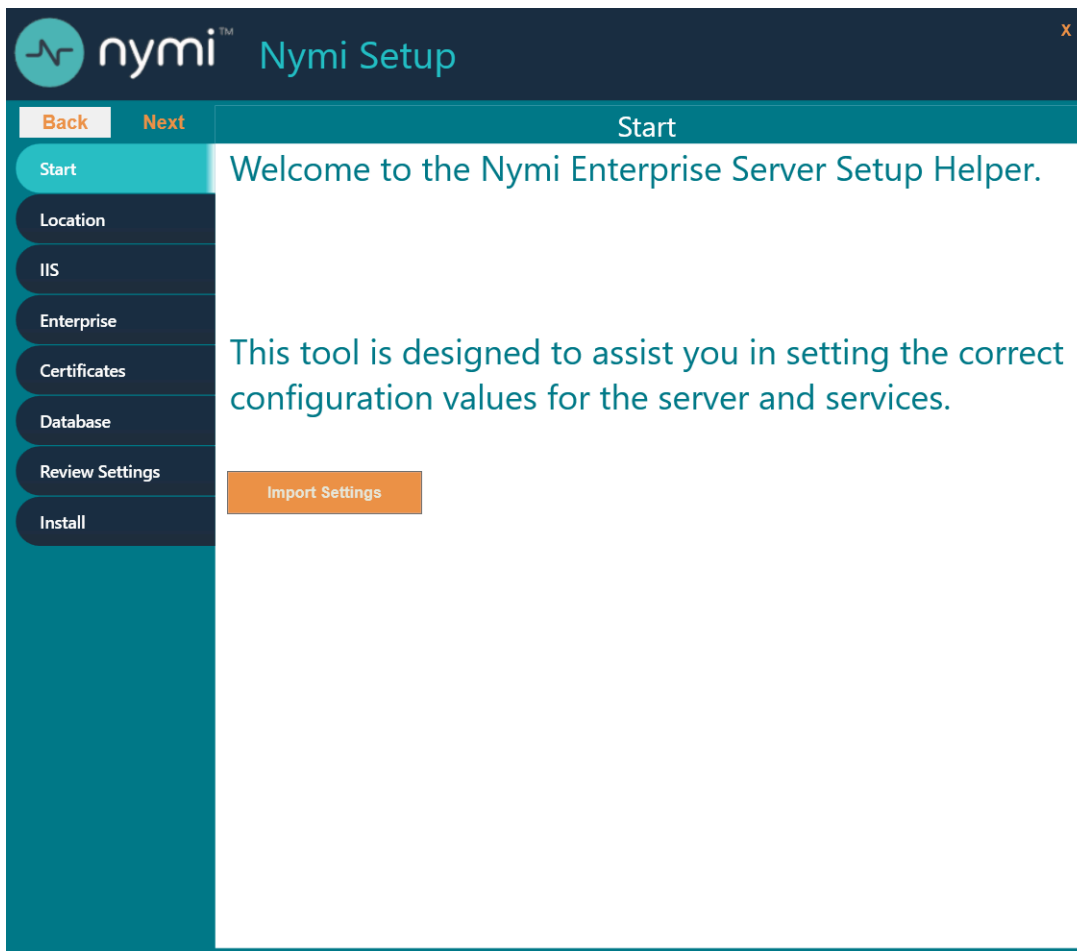 nymi™ Nymi Setup
X
Back Next
Start
Start
Location
IIS
Enterprise
Certificates
Database
Review Settings
Install
Welcome to the Nymi Enterprise Server Setup Helper.
This tool is designed to assist you in setting the correct
configuration values for the server and services.
Import Settings